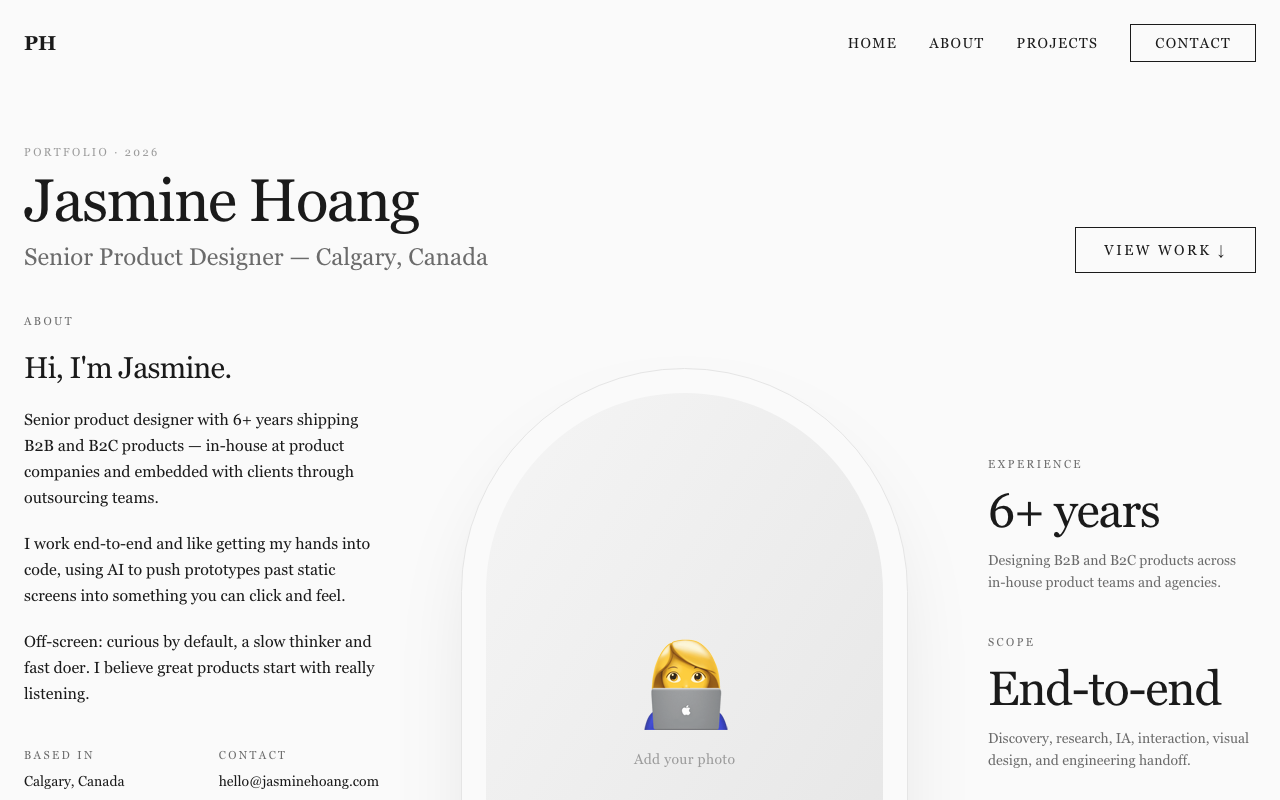 PH
HOME
ABOUT
PROJECTS
CONTACT
PORTFOLIO · 2026
Jasmine Hoang
Senior Product Designer — Calgary, Canada
VIEW WORK ↓
ABOUT
Hi, I'm Jasmine.
Senior product designer with 6+ years shipping
B2B and B2C products — in-house at product
companies and embedded with clients through
outsourcing teams.
I work end-to-end and like getting my hands into
code, using AI to push prototypes past static
screens into something you can click and feel.
Off-screen: curious by default, a slow thinker and
fast doer. I believe great products start with really
listening.
BASED IN
Calgary, Canada
CONTACT
hello@jasminehoang.com
Add your photo
EXPERIENCE
6+ years
Designing B2B and B2C products across
in-house product teams and agencies.
SCOPE
End-to-end
Discovery, research, IA, interaction, visual
design, and engineering handoff.